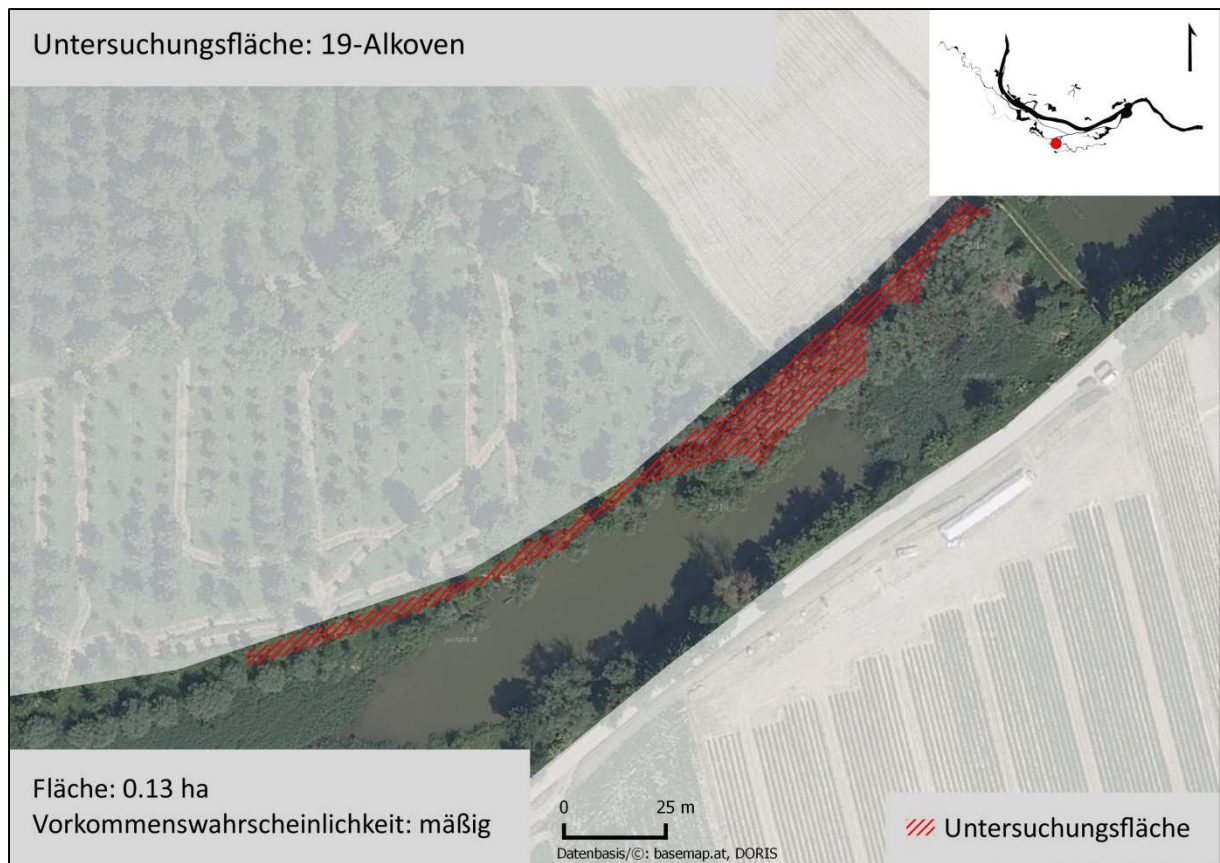 Untersuchungsfläche: 19-Alkoven
Fläche: 0.13 ha
Vorkommenswahrscheinlichkeit: mäßig
0 25 m
Datenbasis/©: basemap.at, DORIS
Untersuchungsfläche